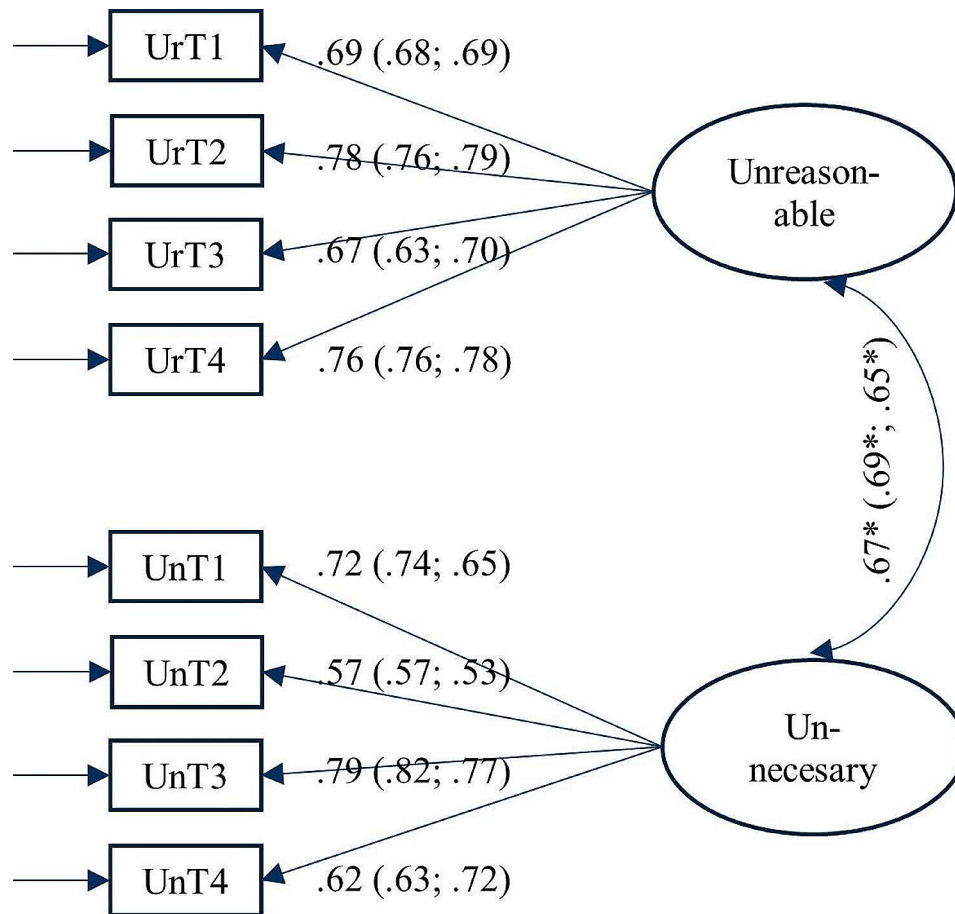 UrT1 .69 (.68; .69)
UrT2 .78 (.76; .79)
Unreason-
able
UrT3 .67 (.63; .70)
UrT4 .76 (.76; .78)
.67* (.69*; .65*)
UnT1 .72 (.74; .65)
UnT2 .57 (.57; .53)
Un-
necesary
UnT3 .79 (.82; .77)
UnT4 .62 (.63; .72)